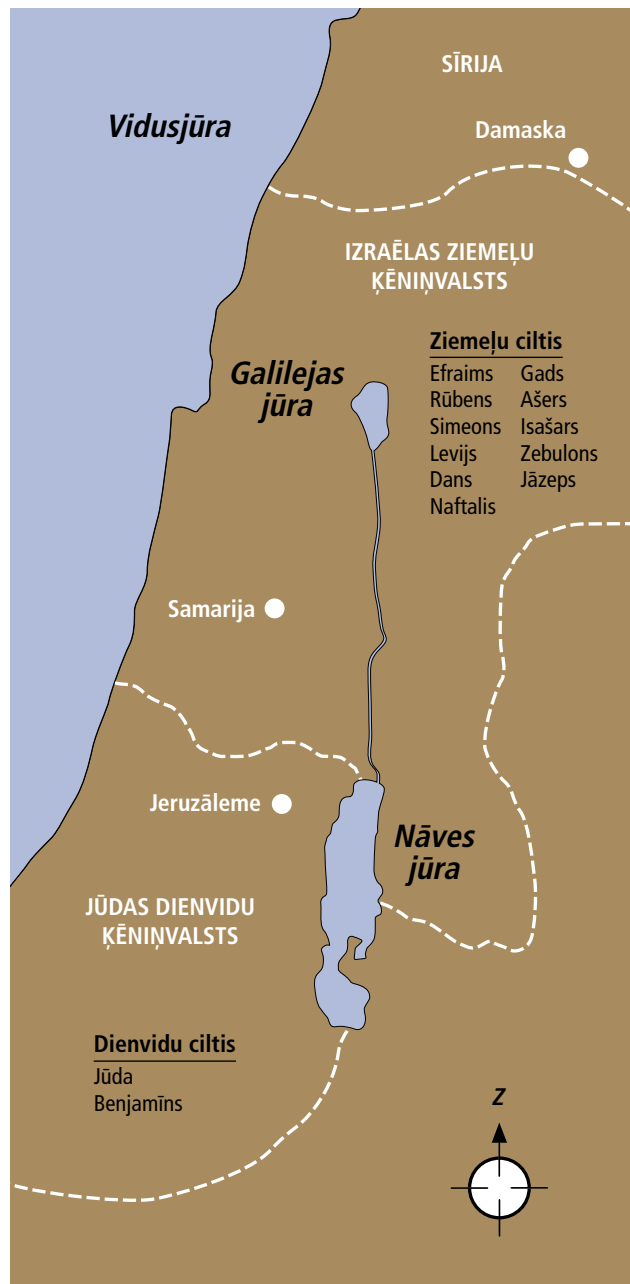 SĪRIJA
Vidusjūra
Damaska
IZRAĒLAS ZIEMEĻU
ĶĒNIŅVALSTS
Ziemeļu ciltis
Efraims Gads
Rūbens Ašers
Simeons Isašars
Levijs Zebulons
Dans Jāzeps
Naftalis
Galilejas
jūra
Samarija
Jeruzāleme
Nāves
jūra
JŪDAS DIENVIDU
ĶĒNIŅVALSTS
Dienvidu ciltis
Jūda
Benjamīns
Z